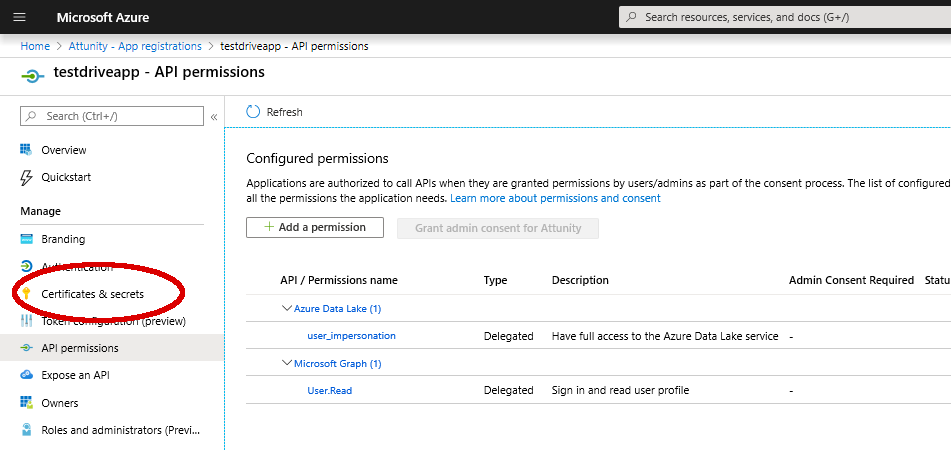 Microsoft Azure
Search resources, services, and docs (G+/)
Home > Attunity - App registrations > testdriveapp - API permissions
testdriveapp - API permissions
Search (Ctrl+/)
«
Overview
Quickstart
Manage
Branding
Authentication
Certificates & secrets
Token configuration (preview)
API permissions
Expose an API
Owners
Roles and administrators (Previ...
Refresh
Configured permissions
Applications are authorized to call APIs when they are granted permissions by users/admins as part of the consent process. The list of configured
all the permissions the application needs. Learn more about permissions and consent
+ Add a permission
Grant admin consent for Attunity
API / Permissions name Type Description Admin Consent Required Statu
Azure Data Lake (1)
user_impersonation Delegated Have full access to the Azure Data Lake service -
Microsoft Graph (1)
User.Read Delegated Sign in and read user profile -